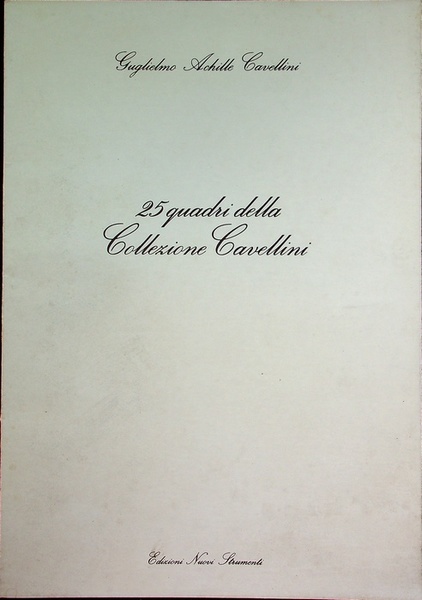 Guglielmo Achille Cavellini
25 quadri della
Collezione Cavellini
Edizioni Nuovi Strumenti